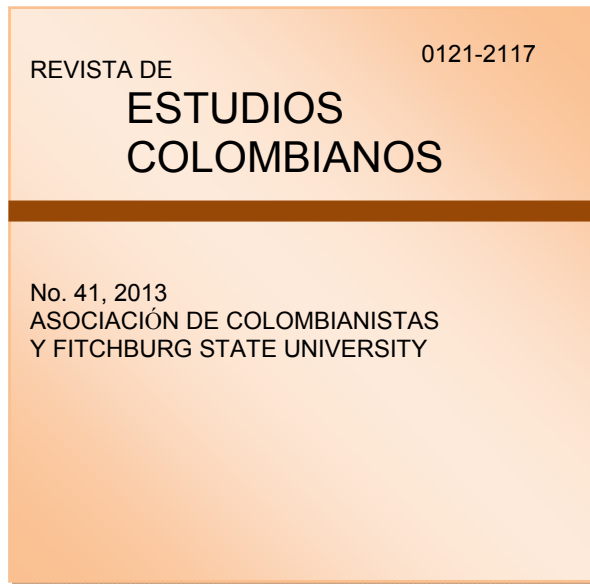 0121-2117
REVISTA DE
ESTUDIOS
COLOMBIANOS
No. 41, 2013
ASOCIACIÓN DE COLOMBIANISTAS
Y FITCHBURG STATE UNIVERSITY